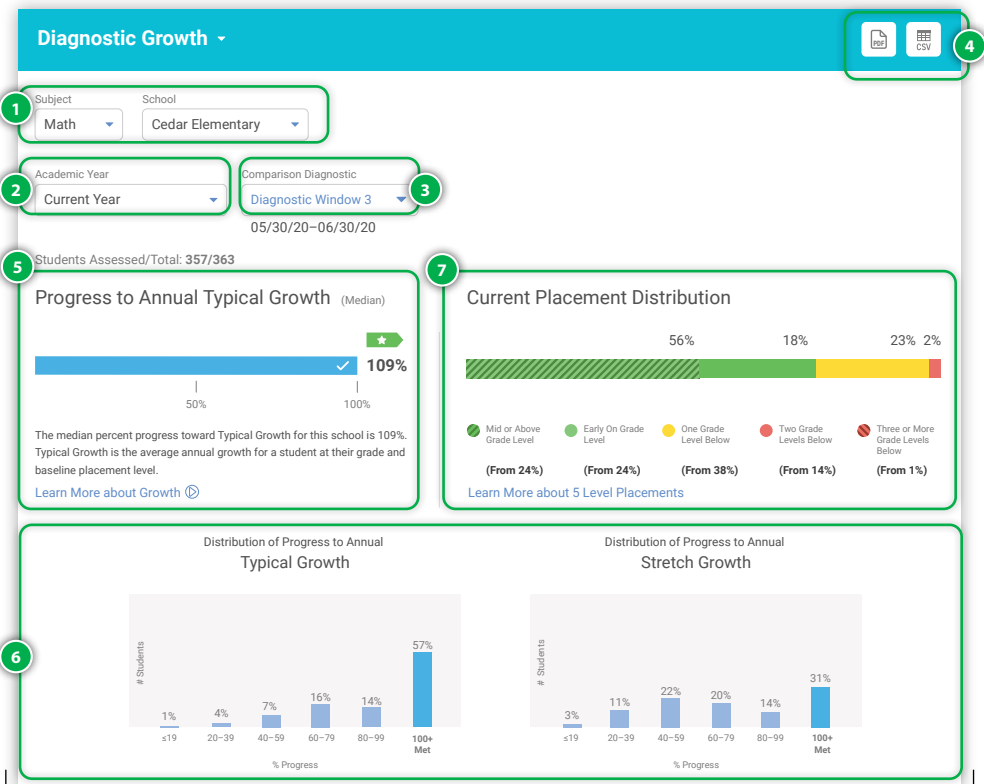 Diagnostic Growth
PDF
CSV
4
1
Subject
School
Math
Cedar Elementary
2
Academic Year
Comparison Diagnostic
3
Current Year
Diagnostic Window 3
05/30/20–06/30/20
Students Assessed/Total: 357/363
5
7
Progress to Annual Typical Growth (Median)
109%
50%
100%
The median percent progress toward Typical Growth for this school is 109%.
Typical Growth is the average annual growth for a student at their grade and
baseline placement level.
Learn More about Growth
Current Placement Distribution
56% 18% 23% 2%
Mid or Above
Grade Level
(From 24%)
Early On Grade
Level
(From 24%)
One Grade
Level Below
(From 38%)
Two Grade
Levels Below
(From 14%)
Three or More
Grade Levels
Below
(From 1%)
Learn More about 5 Level Placements
6
Distribution of Progress to Annual
Typical Growth
# Students
1% 4% 7% 16% 14% 57%
≤19 20–39 40–59 60–79 80–99 100+
Met
% Progress
Distribution of Progress to Annual
Stretch Growth
# Students
3% 11% 22% 20% 14% 31%
≤19 20–39 40–59 60–79 80–99 100+
Met
% Progress